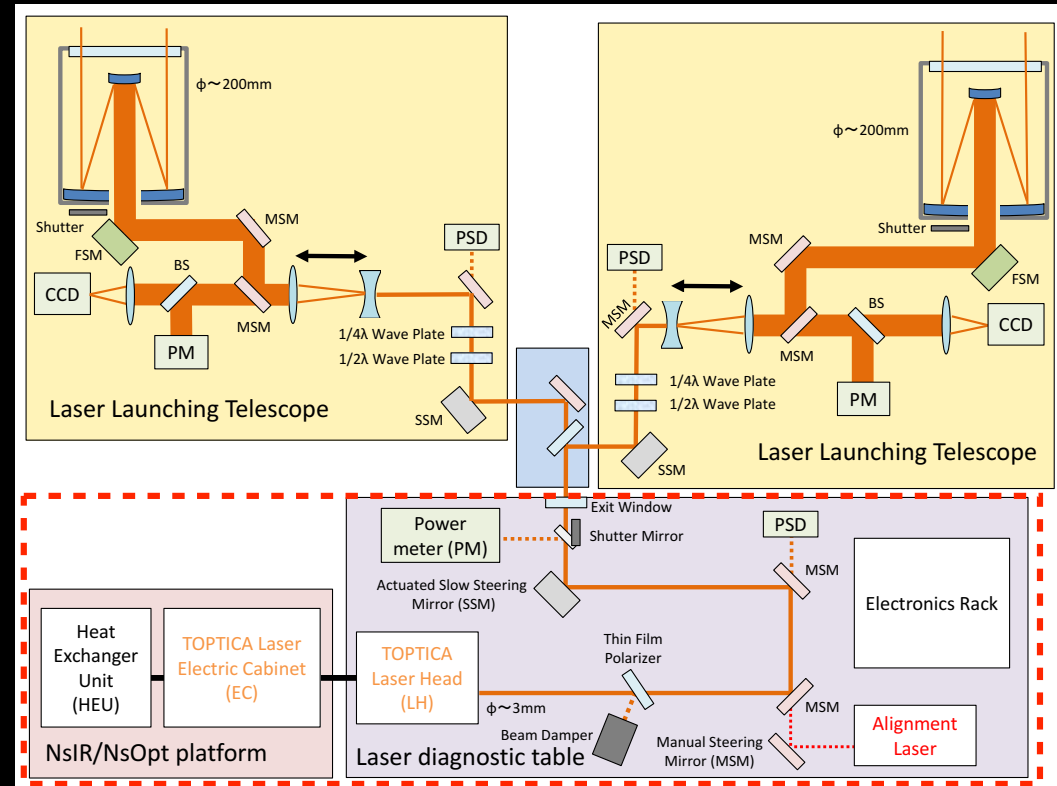 ϕ～200mm
Shutter
FSM
MSM
BS
CCD
MSM
PM
PSD
1/4λ Wave Plate
1/2λ Wave Plate
SSM
Laser Launching Telescope
ϕ～200mm
Shutter
MSM
FSM
PSD
MSM
BS
CCD
MSM
PM
1/4λ Wave Plate
1/2λ Wave Plate
SSM
Laser Launching Telescope
Exit Window
Power
meter (PM)
Shutter Mirror
PSD
MSM
Actuated Slow Steering
Mirror (SSM)
Electronics Rack
Heat
Exchanger
Unit
(HEU)
TOPTICA Laser
Electric Cabinet
(EC)
NsIR/NsOpt platform
TOPTICA
Laser Head
(LH)
ϕ～3mm
Thin Film
Polarizer
Beam Damper
MSM
Manual Steering
Mirror (MSM)
Alignment
Laser
Laser diagnostic table